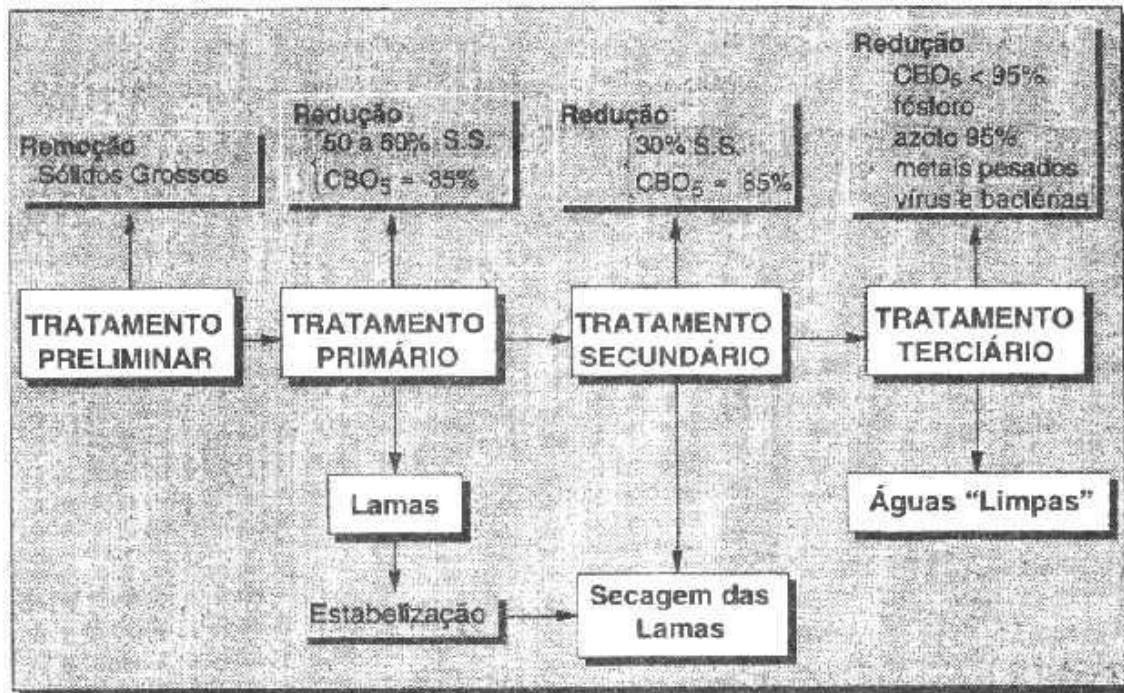 Remoção
Sólidos Grossos
Redução
50 a 60% S.S.
CBO₅ = 35%
Redução
30% S.S.
CBO₅ = 85%
Redução
CBO₅ < 95%
fósforo
azoto 95%
metais pesados
vírus e bactérias
TRATAMENTO
PRELIMINAR
TRATAMENTO
PRIMÁRIO
TRATAMENTO
SECUNDÁRIO
TRATAMENTO
TERCIÁRIO
Lamas
Águas “Limpas”
Estabelização
Secagem das
Lamas